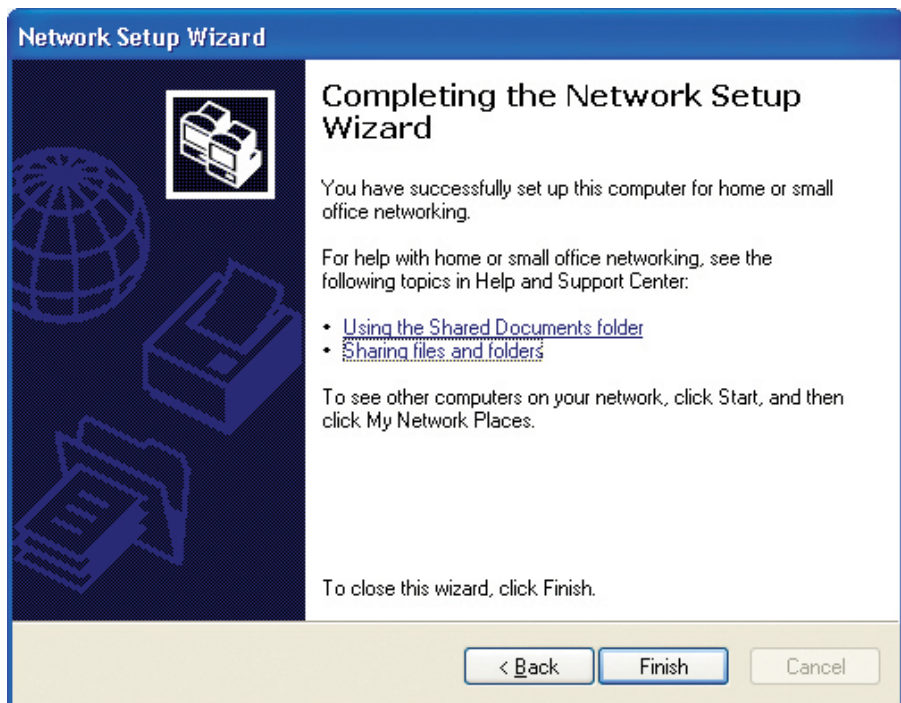 Network Setup Wizard
Completing the Network Setup
Wizard
You have successfully set up this computer for home or small
office networking.
For help with home or small office networking, see the
following topics in Help and Support Center:
• Using the Shared Documents folder
• Sharing files and folders
To see other computers on your network, click Start, and then
click My Network Places.
To close this wizard, click Finish.
< Back Finish Cancel